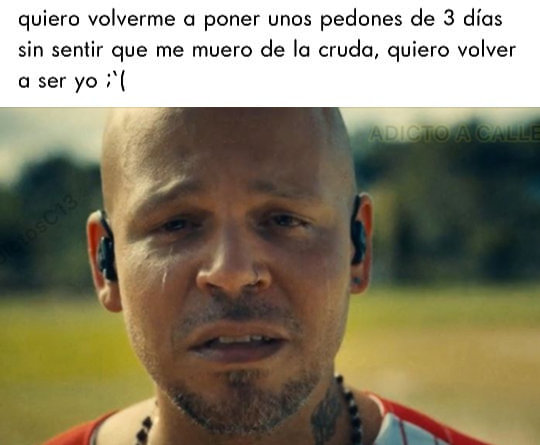 quiero volverme a poner unos pedones de 3 días
sin sentir que me muero de la cruda, quiero volver
a ser yo ;'(
ADICTO A CALLE